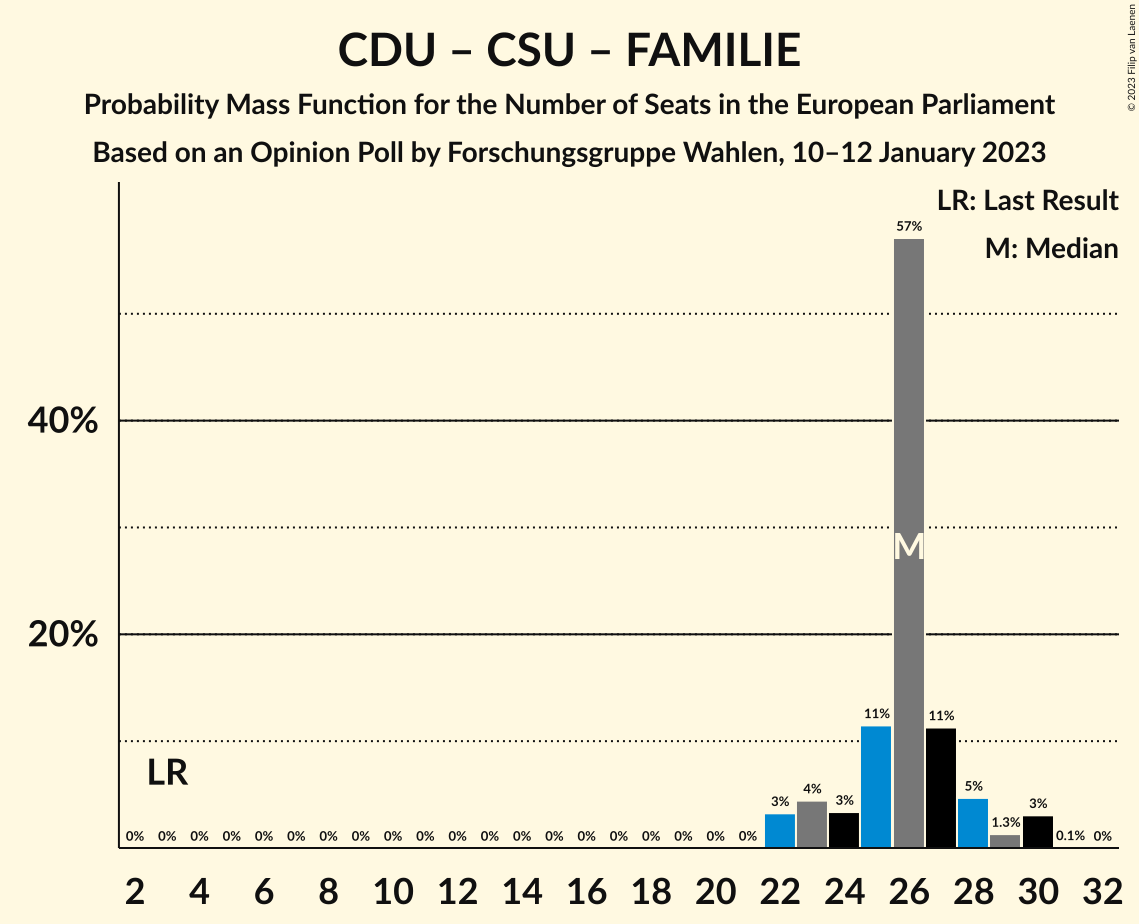 CDU – CSU – FAMILIE
Probability Mass Function for the Number of Seats in the European Parliament
Based on an Opinion Poll by Forschungsgruppe Wahlen, 10–12 January 2023
© 2023 Filip van Laenen
LR: Last Result
M: Median
57%
40%
M
20%
11% 11%
LR
3% 4% 3% 5% 1.3% 3%
0% 0% 0% 0% 0% 0% 0% 0% 0% 0% 0% 0% 0% 0% 0% 0% 0% 0% 0% 0% 0.1% 0%
2 4 6 8 10 12 14 16 18 20 22 24 26 28 30 32